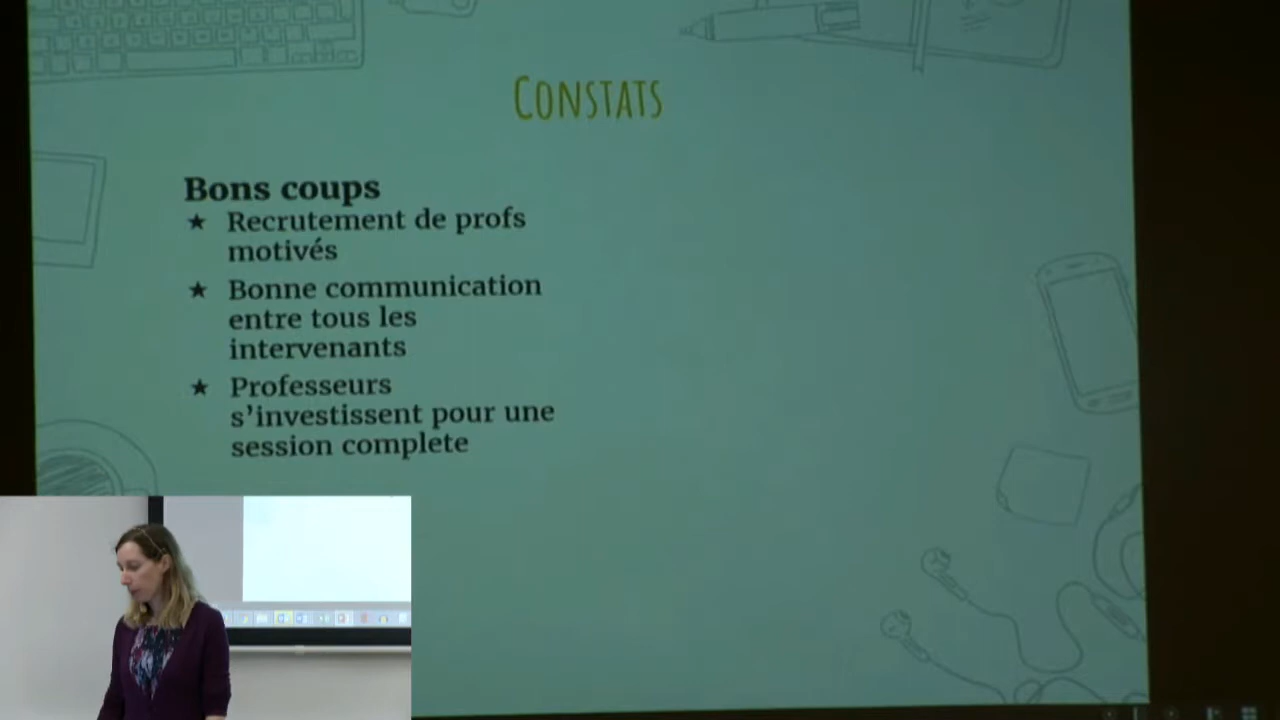 CONSTATS
Bons coups
★ Recrutement de profs
motivés
★ Bonne communication
entre tous les
intervenants
★ Professeurs
s'investissent pour une
session complete